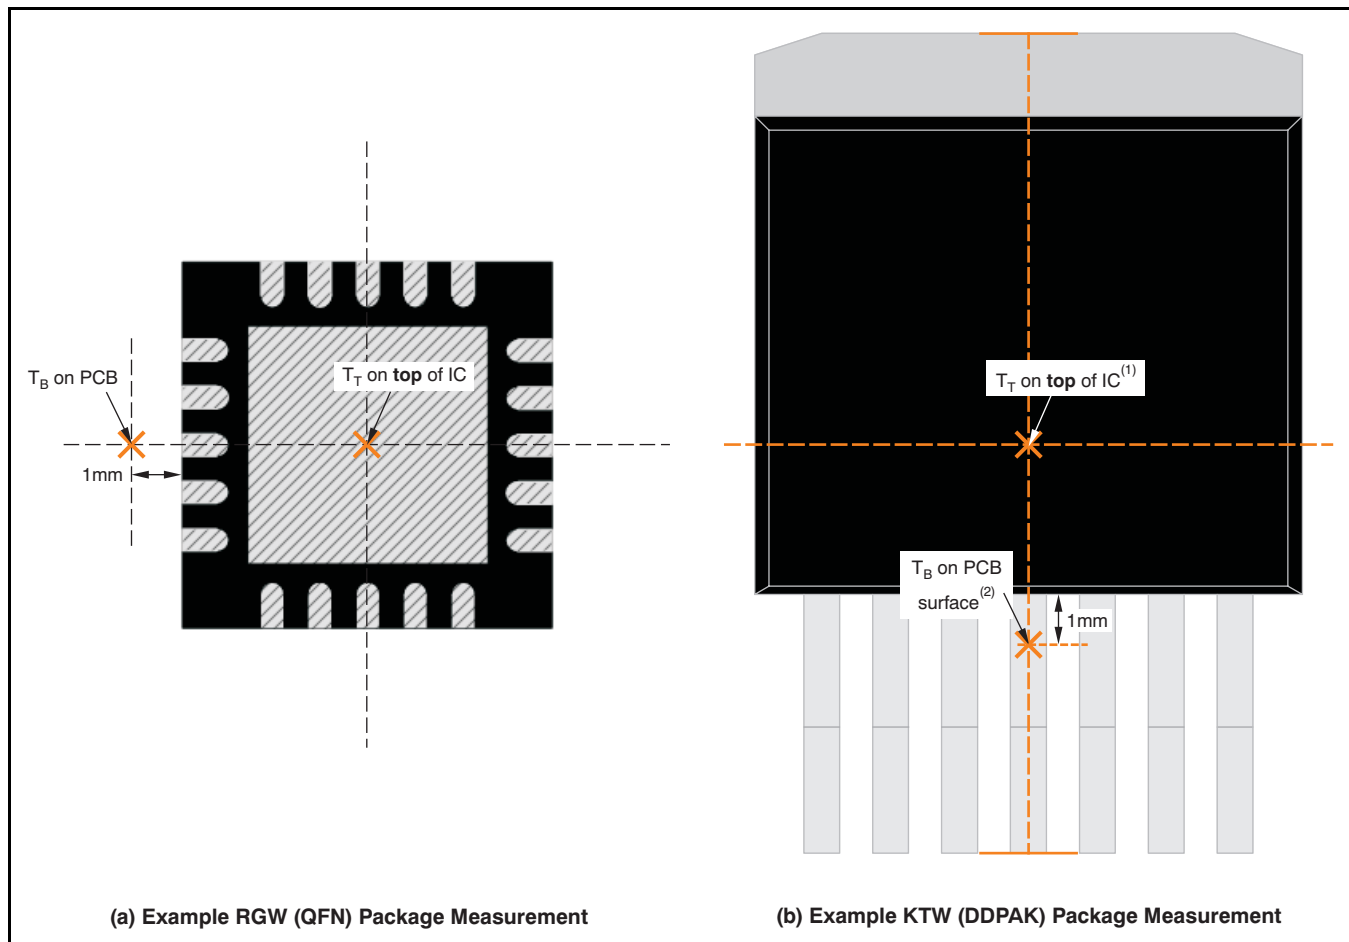 T_B on PCB
1mm
T_T on top of IC
(a) Example RGW (QFN) Package Measurement
T_T on top of IC(1)
T_B on PCB
surface(2)
1mm
(b) Example KTW (DDPAK) Package Measurement